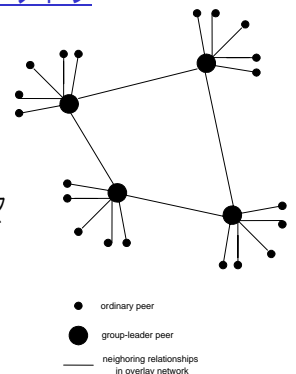 ordinary peer
group-leader peer
neighoring relationships
in overlay network